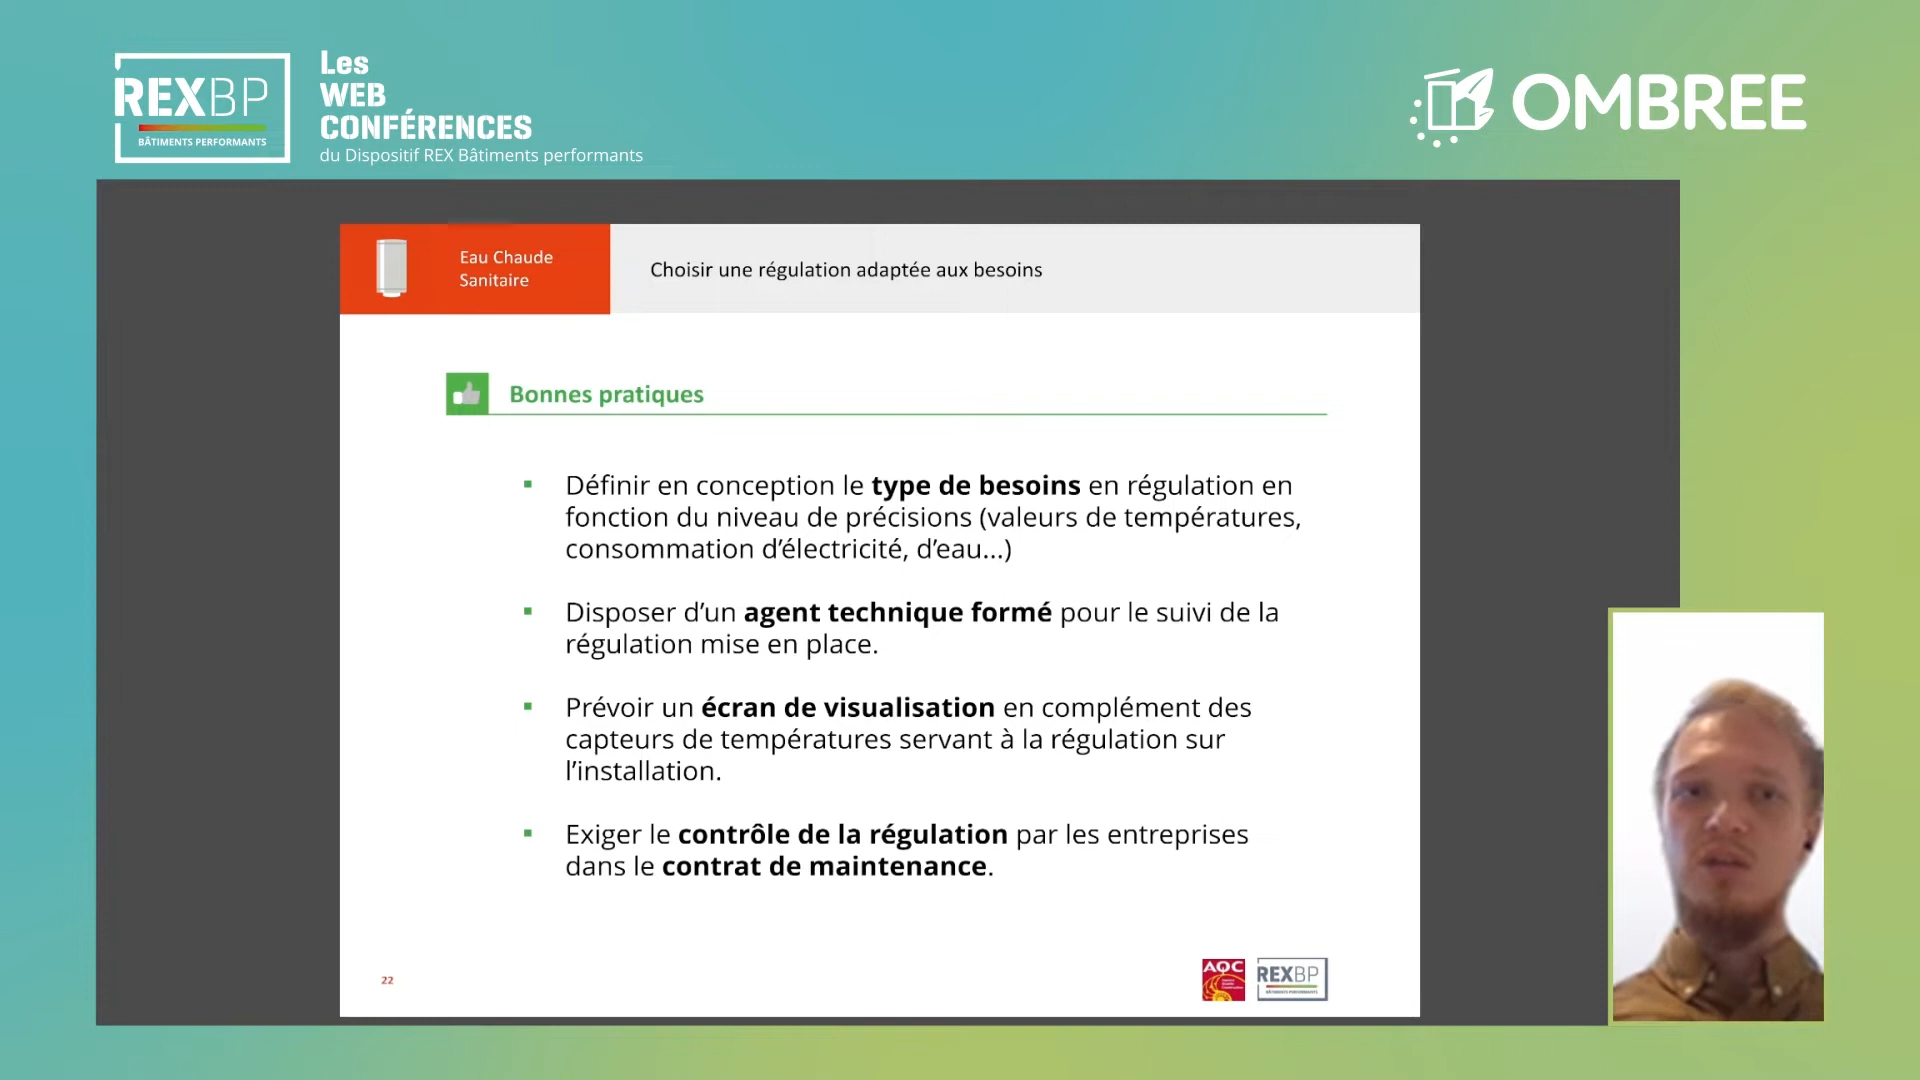 REXBP
BÂTIMENTS PERFORMANTS
Les
WEB
CONFÉRENCES
du Dispositif REX Bâtiments performants
OMBREE
Eau Chaude
Sanitaire
Choisir une régulation adaptée aux besoins
Bonnes pratiques
▪ Définir en conception le type de besoins en régulation en
fonction du niveau de précisions (valeurs de températures,
consommation d’électricité, d’eau...)
▪ Disposer d’un agent technique formé pour le suivi de la
régulation mise en place.
▪ Prévoir un écran de visualisation en complément des
capteurs de températures servant à la régulation sur
l’installation.
▪ Exiger le contrôle de la régulation par les entreprises
dans le contrat de maintenance.
22
AQC
REXBP
BÂTIMENTS PERFORMANTS